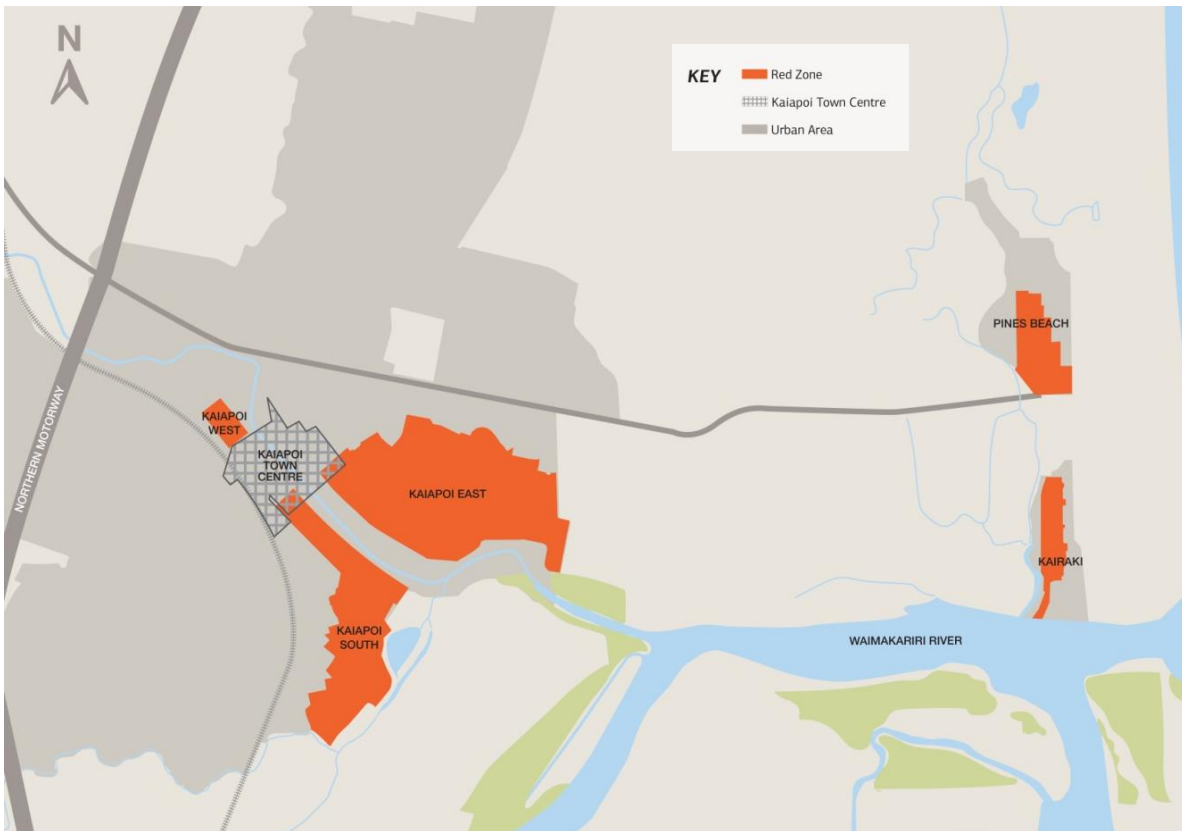 N
KEY
Red Zone
Kaiapoi Town Centre
Urban Area
PINES BEACH
NORTHERN MOTORWAY
KAIAPOI
WEST
KAIAPOI
TOWN
CENTRE
KAIAPOI EAST
KAIRAKI
KAIAPOI
SOUTH
WAIMAKARIRI RIVER